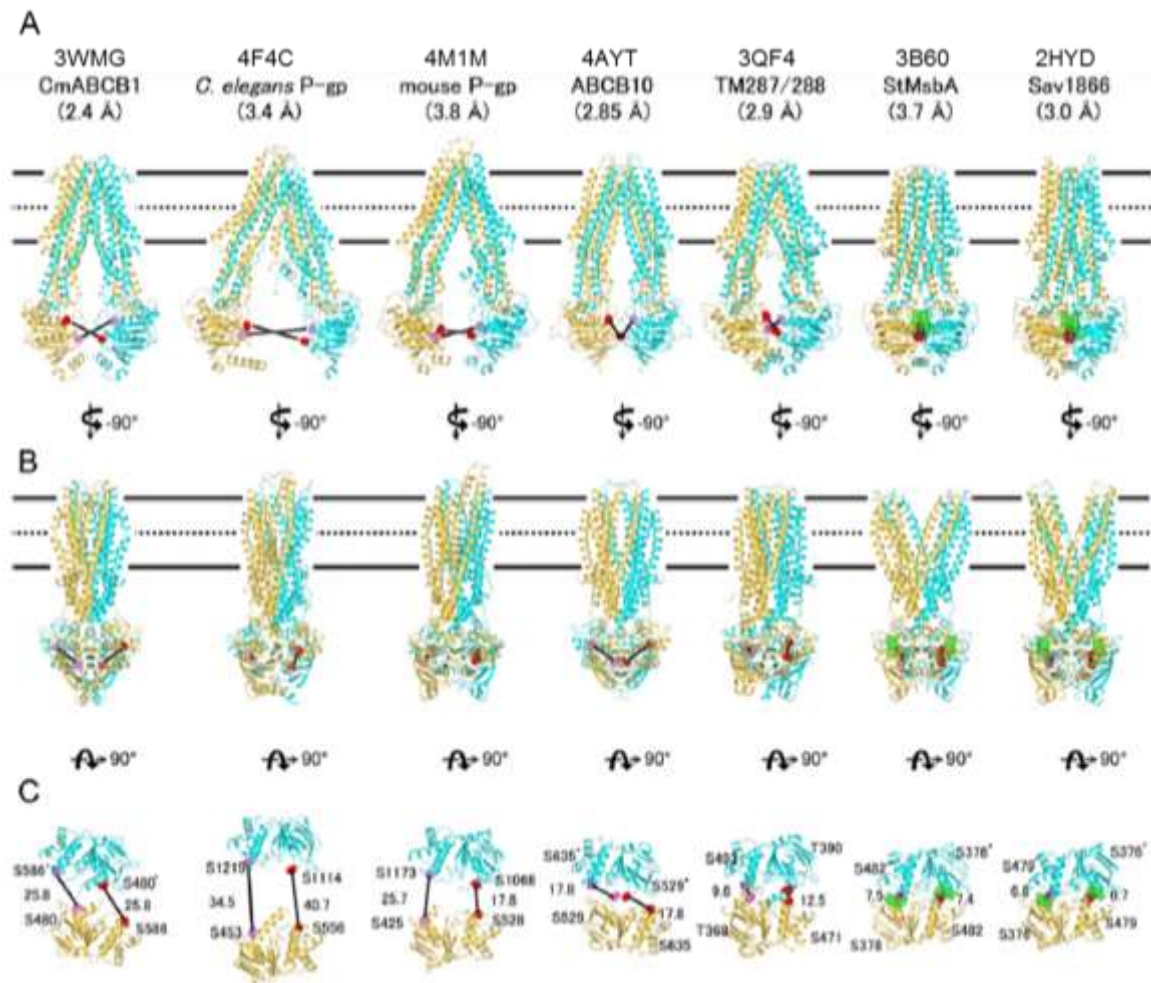 A
3WMG 4F4C 4M1M 4AYT 3QF4 3B60 2HYD
CmABCB1 C. elegans P-gp mouse P-gp ABCB10 TM287/288 StMsbA Sav1866
(2.4 Å) (3.4 Å) (3.8 Å) (2.85 Å) (2.9 Å) (3.7 Å) (3.0 Å)
-90° -90° -90° -90° -90° -90° -90°
B
90° 90° 90° 90° 90° 90° 90°
C
S586* S1219 S1173 S635* S483 T390 S482 S376* S479 S376*
S480* S1114 S1068 17.8 S529* 9.6
25.8 25.8 34.5 40.7 25.7 17.8 17.8 12.5 7.5 7.4 6.8 6.7
S480 S586 S453 S556 S425 S528 S529 S635 T369 S471 S378 S482 S376 S479